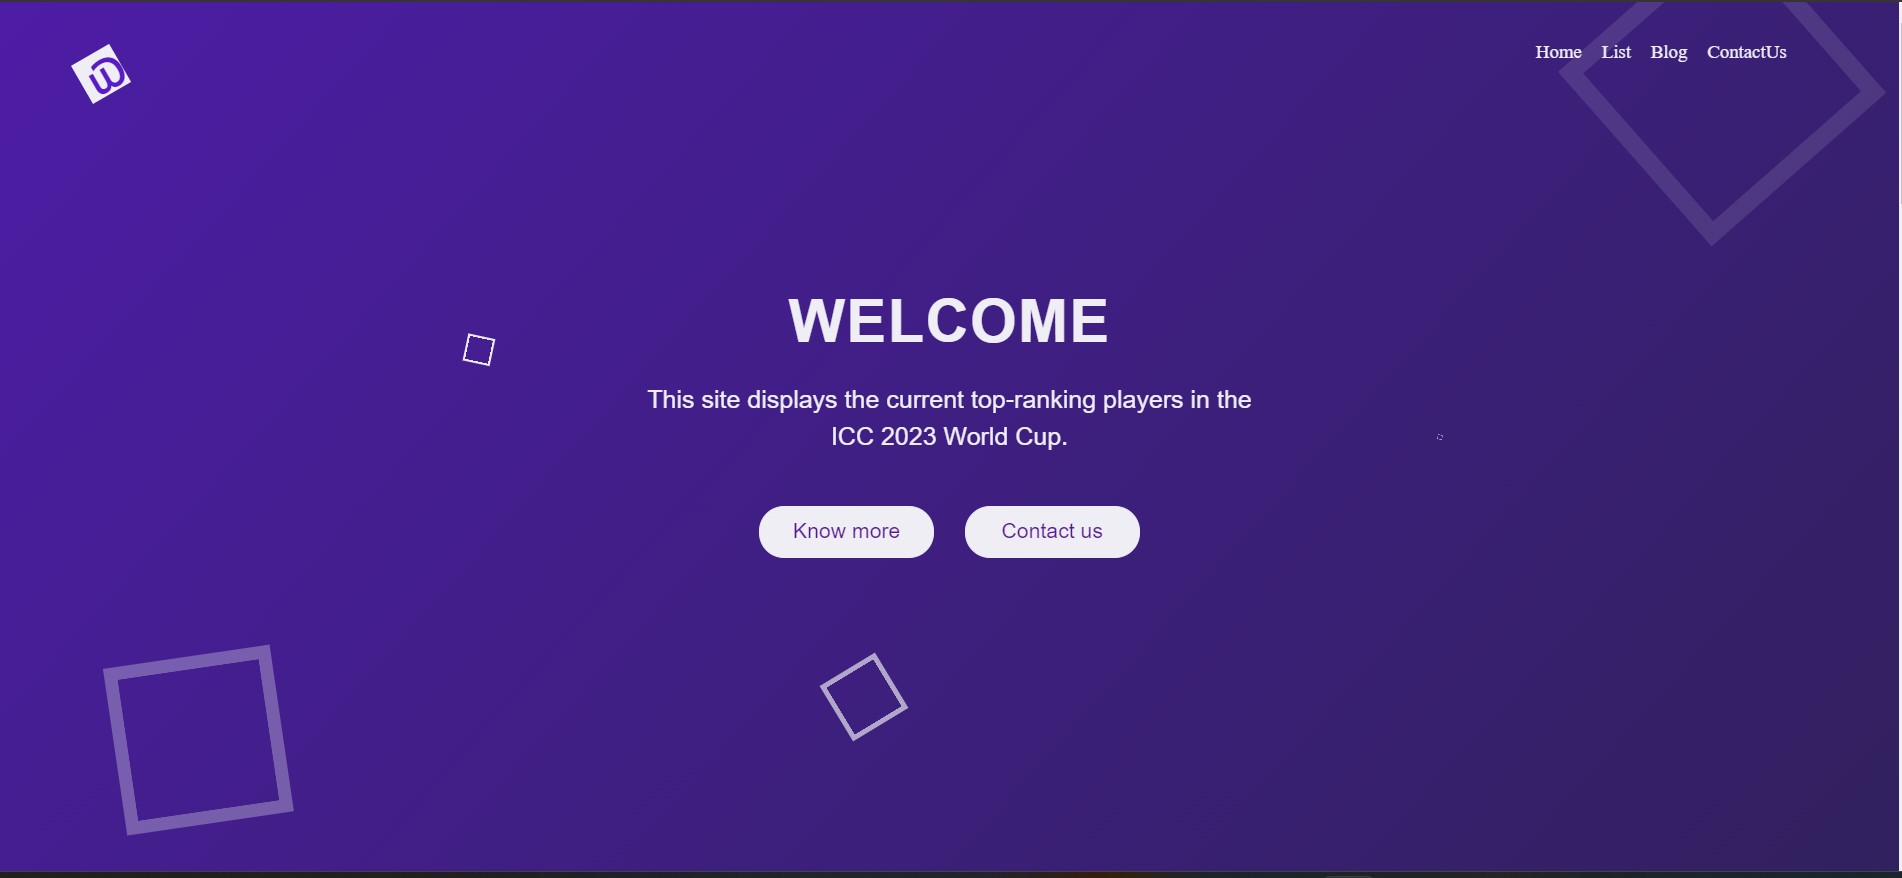 Home List Blog ContactUs
WELCOME
This site displays the current top-ranking players in the
ICC 2023 World Cup.
Know more Contact us